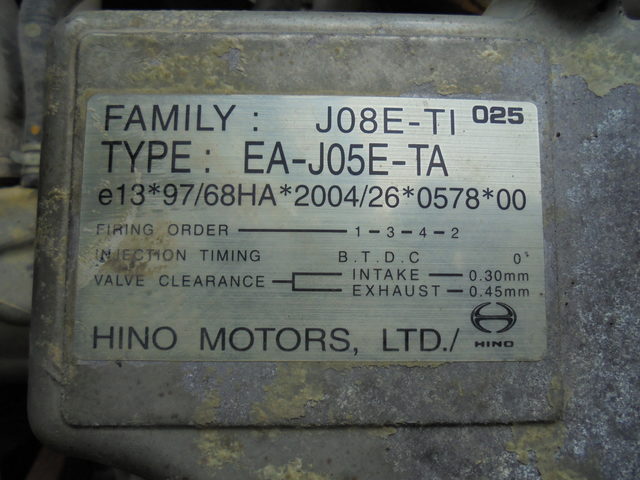 FAMILY : J08E-TI 025
TYPE : EA-J05E-TA
e13*97/68HA*2004/26*0578*00
FIRING ORDER 1-3-4-2
INJECTION TIMING B.T.D.C 0°
VALVE CLEARANCE INTAKE 0.30mm
EXHAUST 0.45mm
HINO MOTORS, LTD./ HINO